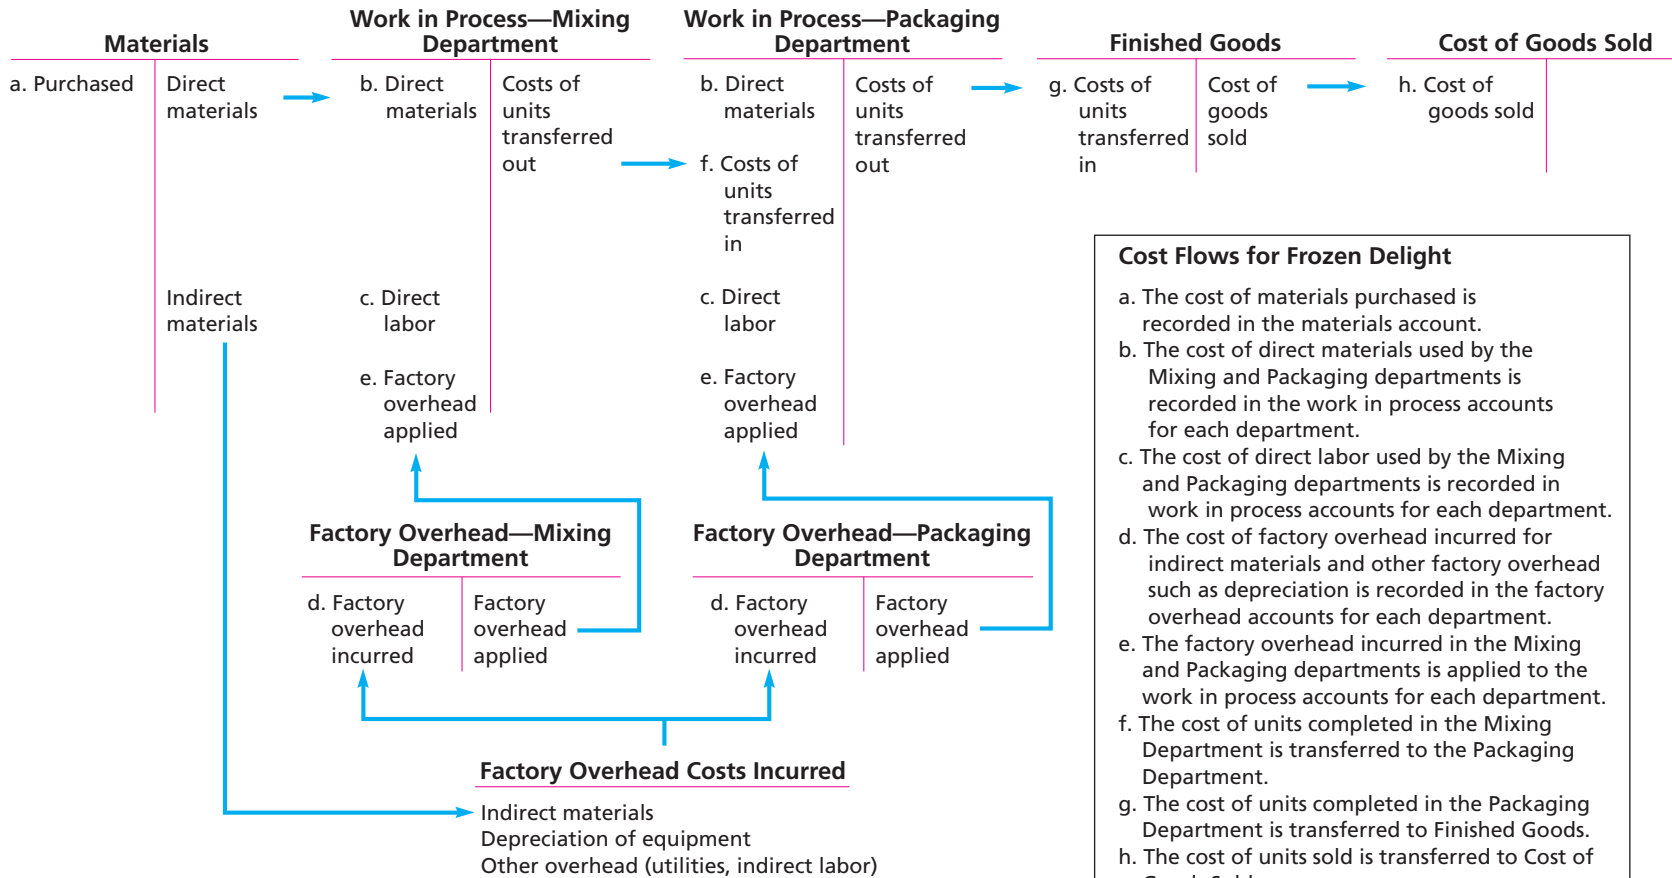 Materials
a. Purchased
Direct
materials
Indirect
materials
Work in Process—Mixing
Department
b. Direct
materials
c. Direct
labor
e. Factory
overhead
applied
Costs of
units
transferred
out
Work in Process—Packaging
Department
b. Direct
materials
f. Costs of
units
transferred
in
c. Direct
labor
e. Factory
overhead
applied
Costs of
units
transferred
out
Finished Goods
g. Costs of
units
transferred
in
Cost of
goods
sold
Cost of Goods Sold
h. Cost of
goods sold
Factory Overhead—Mixing
Department
d. Factory
overhead
incurred
Factory
overhead
applied
Factory Overhead—Packaging
Department
d. Factory
overhead
incurred
Factory
overhead
applied
Factory Overhead Costs Incurred
Indirect materials
Depreciation of equipment
Other overhead (utilities, indirect labor)
Cost Flows for Frozen Delight
a. The cost of materials purchased is
recorded in the materials account.
b. The cost of direct materials used by the
Mixing and Packaging departments is
recorded in the work in process accounts
for each department.
c. The cost of direct labor used by the Mixing
and Packaging departments is recorded in
work in process accounts for each department.
d. The cost of factory overhead incurred for
indirect materials and other factory overhead
such as depreciation is recorded in the factory
overhead accounts for each department.
e. The factory overhead incurred in the Mixing
and Packaging departments is applied to the
work in process accounts for each department.
f. The cost of units completed in the Mixing
Department is transferred to the Packaging
Department.
g. The cost of units completed in the Packaging
Department is transferred to Finished Goods.
h. The cost of units sold is transferred to Cost of